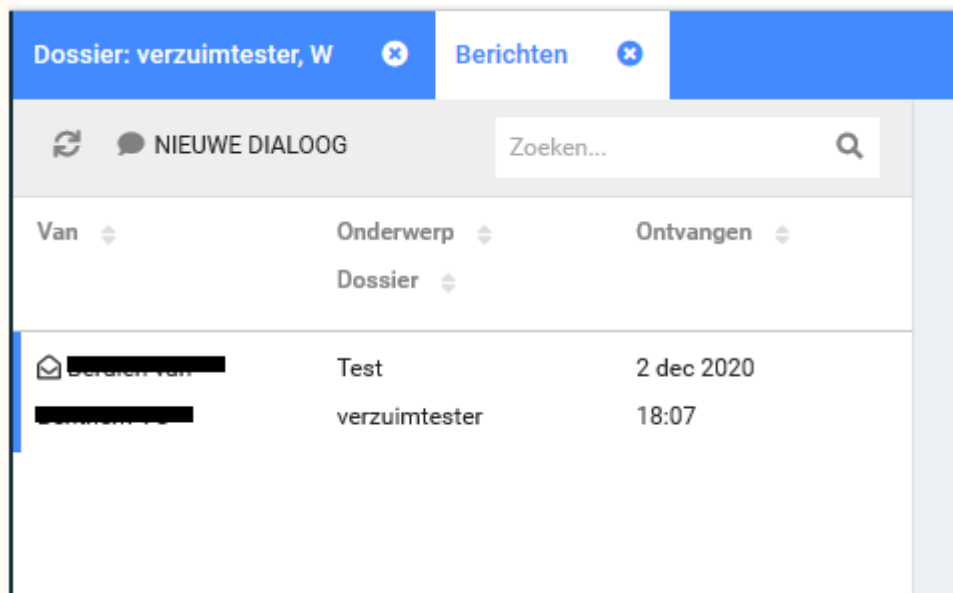 Dossier: verzuimtester, W Berichten
NIEUWE DIALOOG Zoeken...
Van Onderwerp Ontvangen
Dossier
Test 2 dec 2020
verzuimtester 18:07